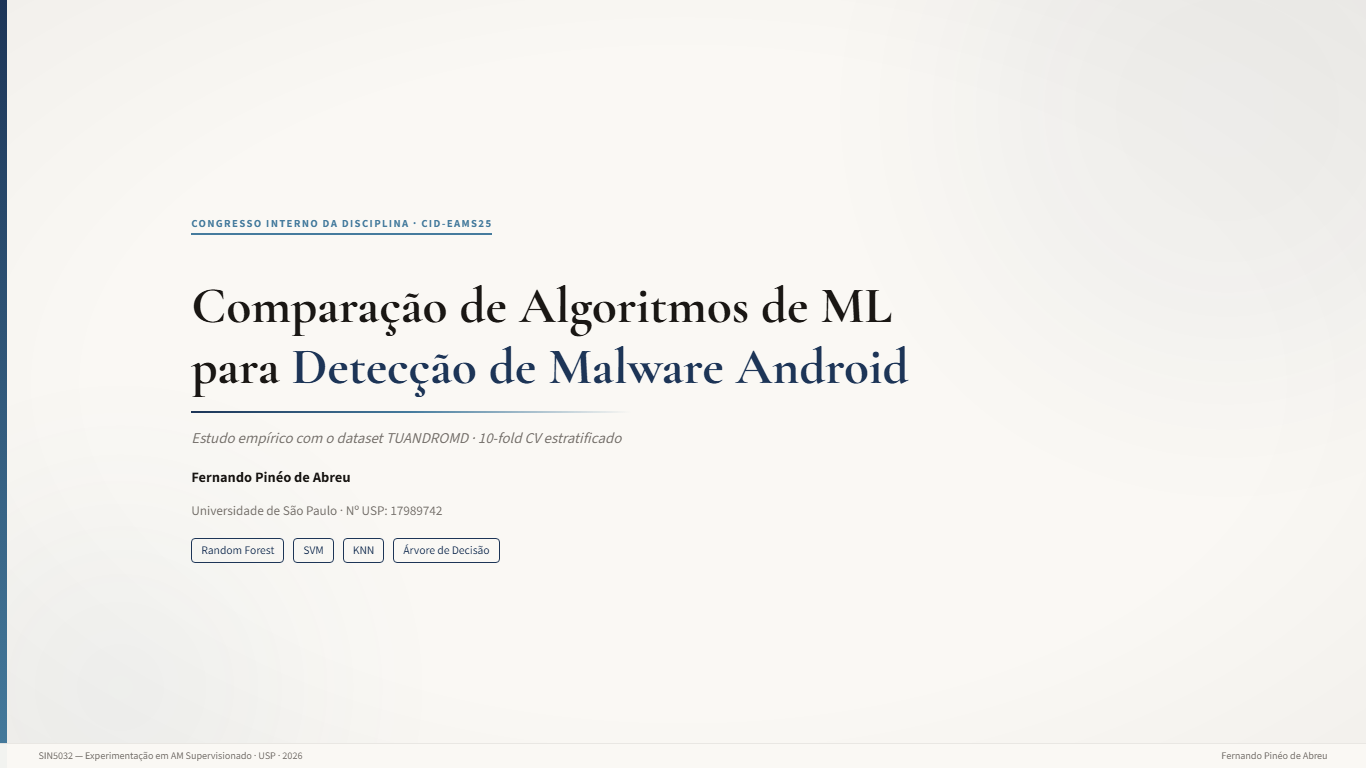 CONGRESSO INTERNO DA DISCIPLINA · CID-EAMS25
Comparação de Algoritmos de ML
para Detecção de Malware Android
Estudo empírico com o dataset TUANDROMD · 10-fold CV estratificado
Fernando Pinéo de Abreu
Universidade de São Paulo · Nº USP: 17989742
Random Forest SVM KNN Árvore de Decisão
SIN5032 — Experimentação em AM Supervisionado · USP · 2026 Fernando Pinéo de Abreu